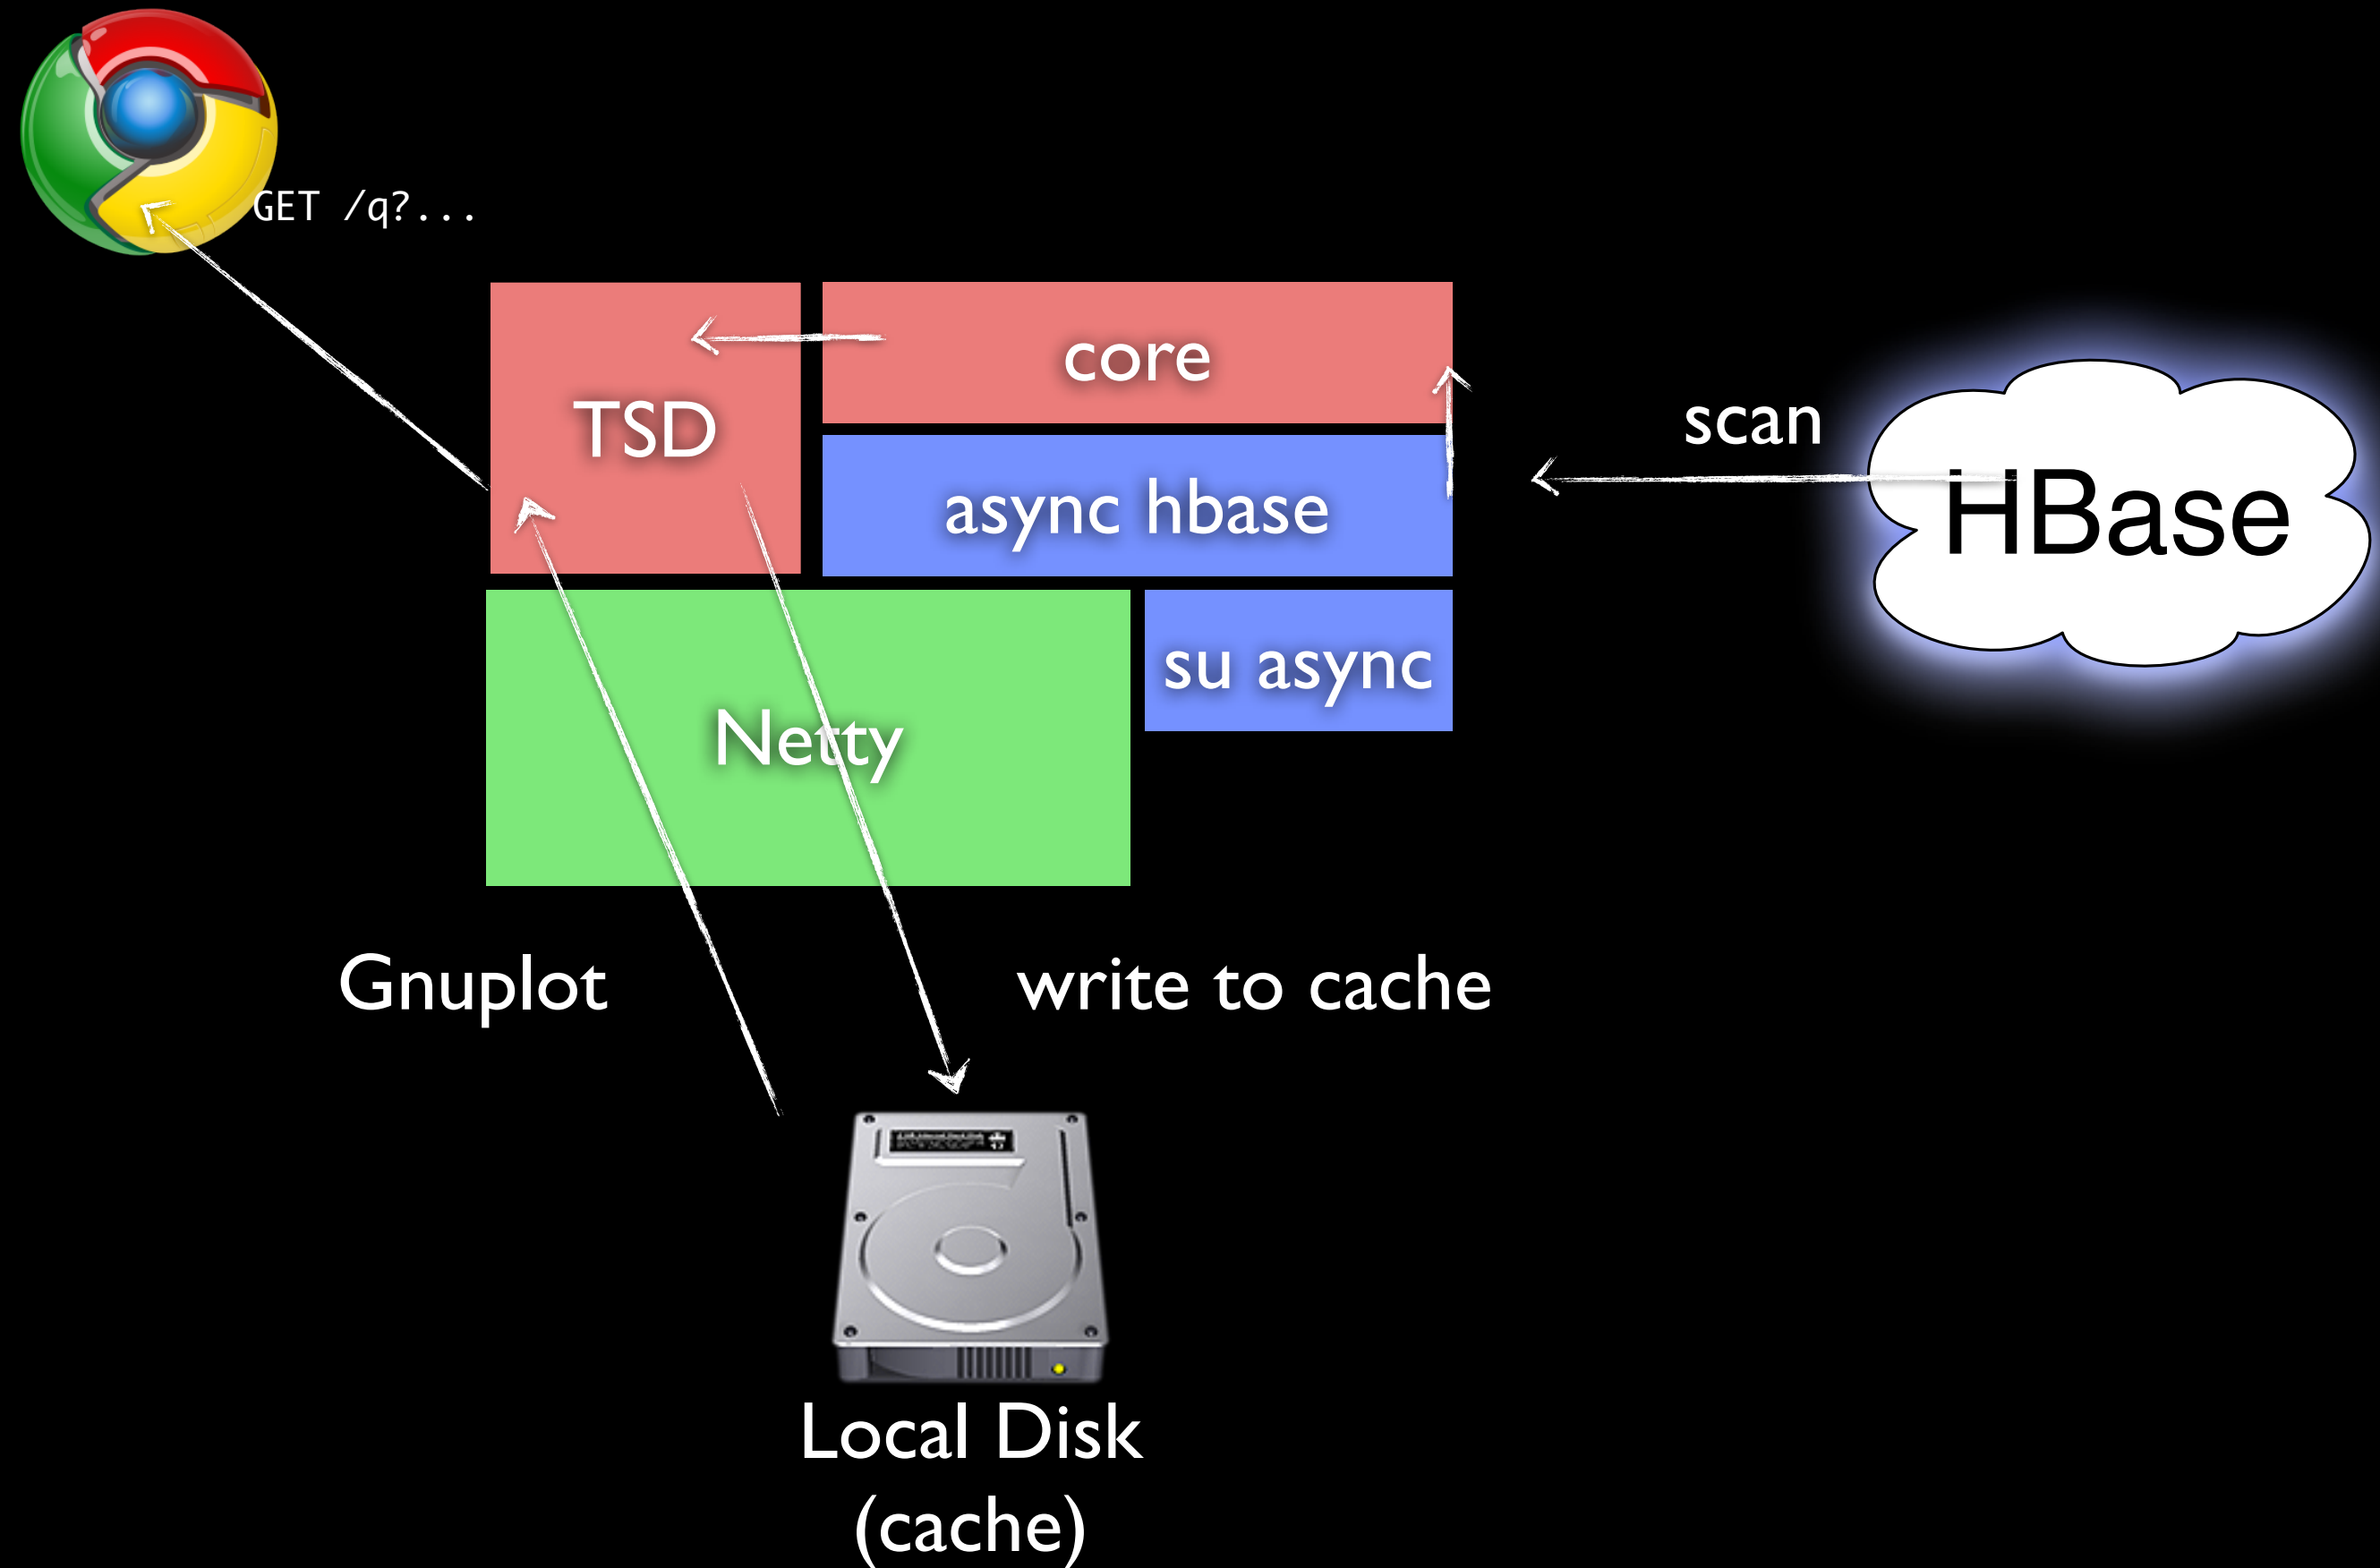 GET /q?...
core
TSD
scan
async hbase
HBase
su async
Netty
Gnuplot
write to cache
Local Disk
(cache)